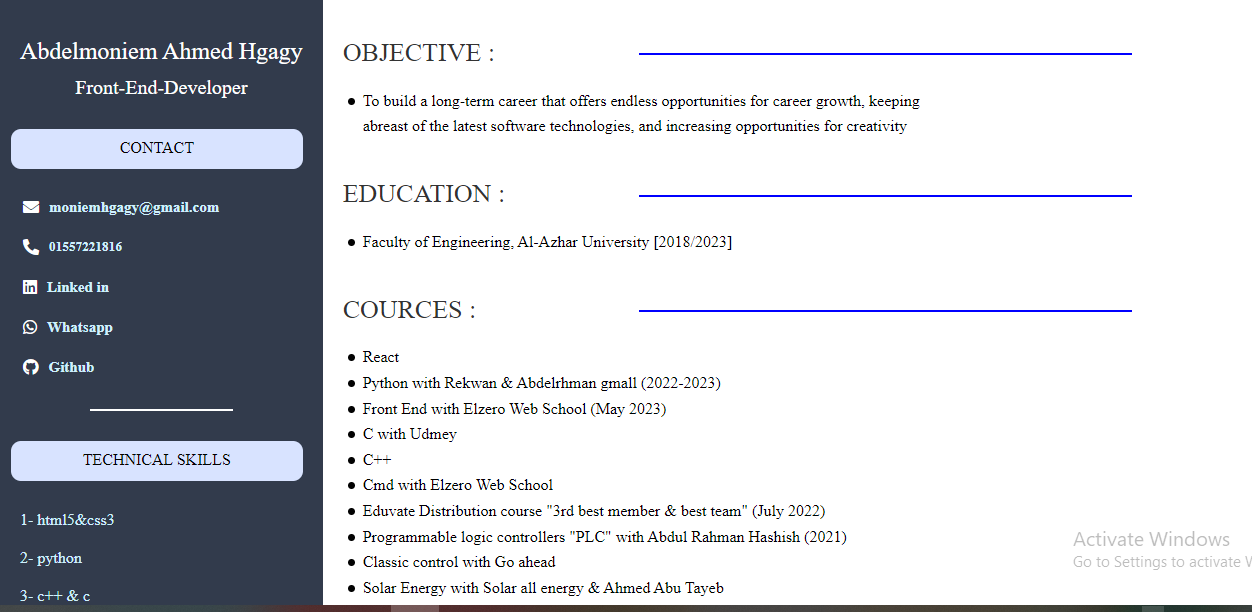 Abdelmoniem Ahmed Hgagy
Front-End-Developer
CONTACT
moniemhgagy@gmail.com
01557221816
Linked in
Whatsapp
Github
TECHNICAL SKILLS
1- html5&css3
2- python
3- c++ & c
OBJECTIVE :
● To build a long-term career that offers endless opportunities for career growth, keeping
abreast of the latest software technologies, and increasing opportunities for creativity
EDUCATION :
● Faculty of Engineering, Al-Azhar University [2018/2023]
COURCES :
● React
● Python with Rekwan & Abdelrhman gmall (2022-2023)
● Front End with Elzero Web School (May 2023)
● C with Udmey
● C++
● Cmd with Elzero Web School
● Eduvate Distribution course "3rd best member & best team" (July 2022)
● Programmable logic controllers "PLC" with Abdul Rahman Hashish (2021)
● Classic control with Go ahead
● Solar Energy with Solar all energy & Ahmed Abu Tayeb
Activate Windows
Go to Settings to activate W